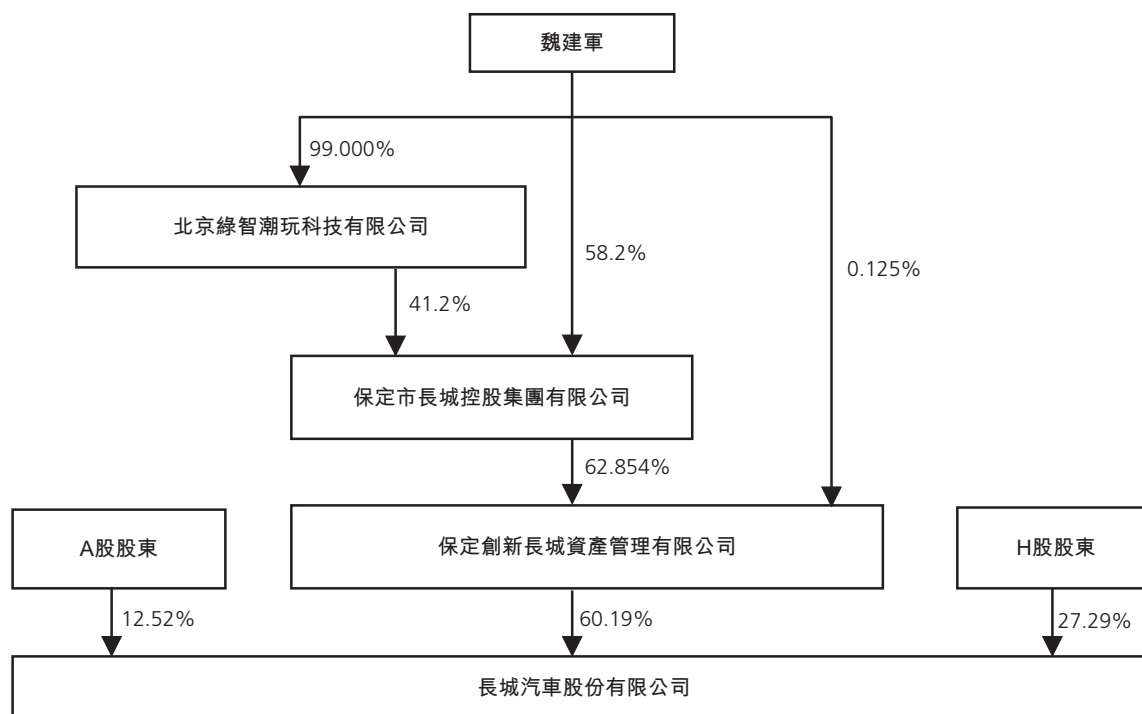 魏建軍
99.000%
北京綠智潮玩科技有限公司
58.2%
0.125%
41.2%
保定市長城控股集團有限公司
62.854%
A股股東
保定創新長城資產管理有限公司
H股股東
12.52%
60.19%
27.29%
長城汽車股份有限公司